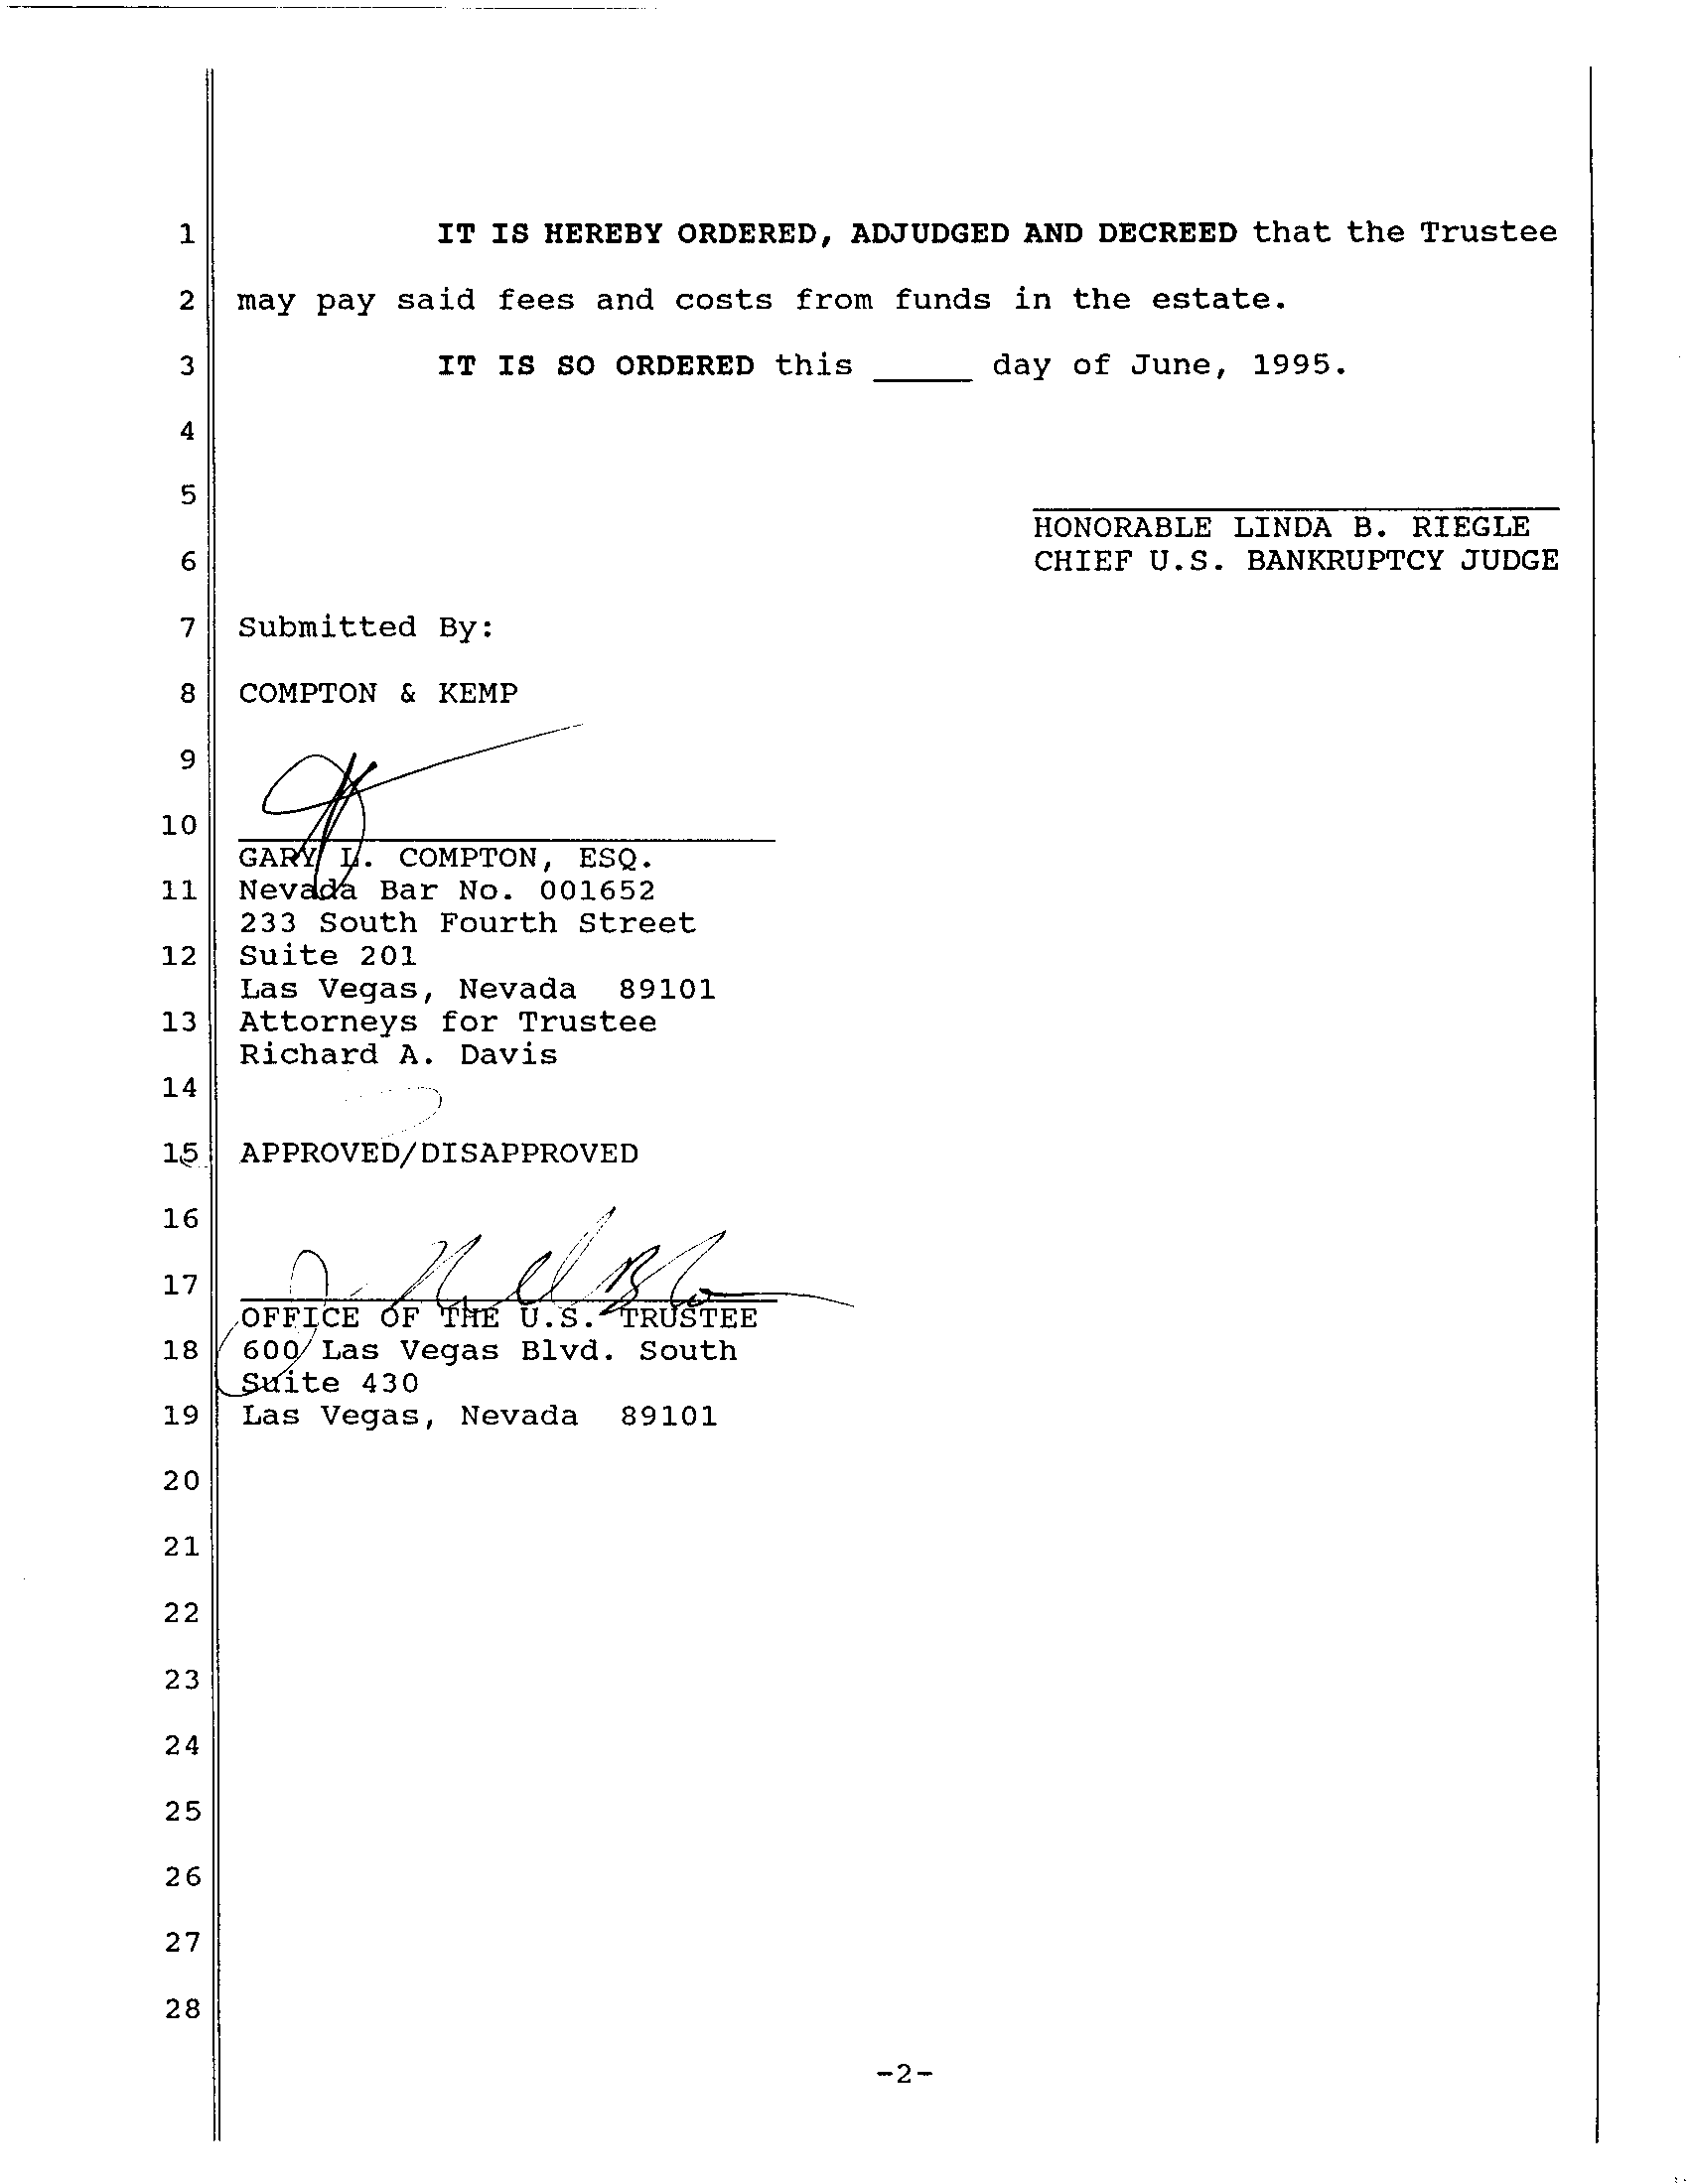 1 IT IS HEREBY ORDERED, ADJUDGED AND DECREED that the Trustee
2 may pay said fees and costs from funds in the estate.
3 IT IS SO ORDERED this _____ day of June, 1995.
4
5
HONORABLE LINDA B. RIEGLE
6 CHIEF U.S. BANKRUPTCY JUDGE
7 Submitted By:
8 COMPTON & KEMP
9
10
GARY L. COMPTON, ESQ.
11 Nevada Bar No. 001652
233 South Fourth Street
12 Suite 201
Las Vegas, Nevada 89101
13 Attorneys for Trustee
Richard A. Davis
14
15 APPROVED/DISAPPROVED
16
17
OFFICE OF THE U.S. TRUSTEE
18 600 Las Vegas Blvd. South
Suite 430
19 Las Vegas, Nevada 89101
20
21
22
23
24
25
26
27
28
-2-